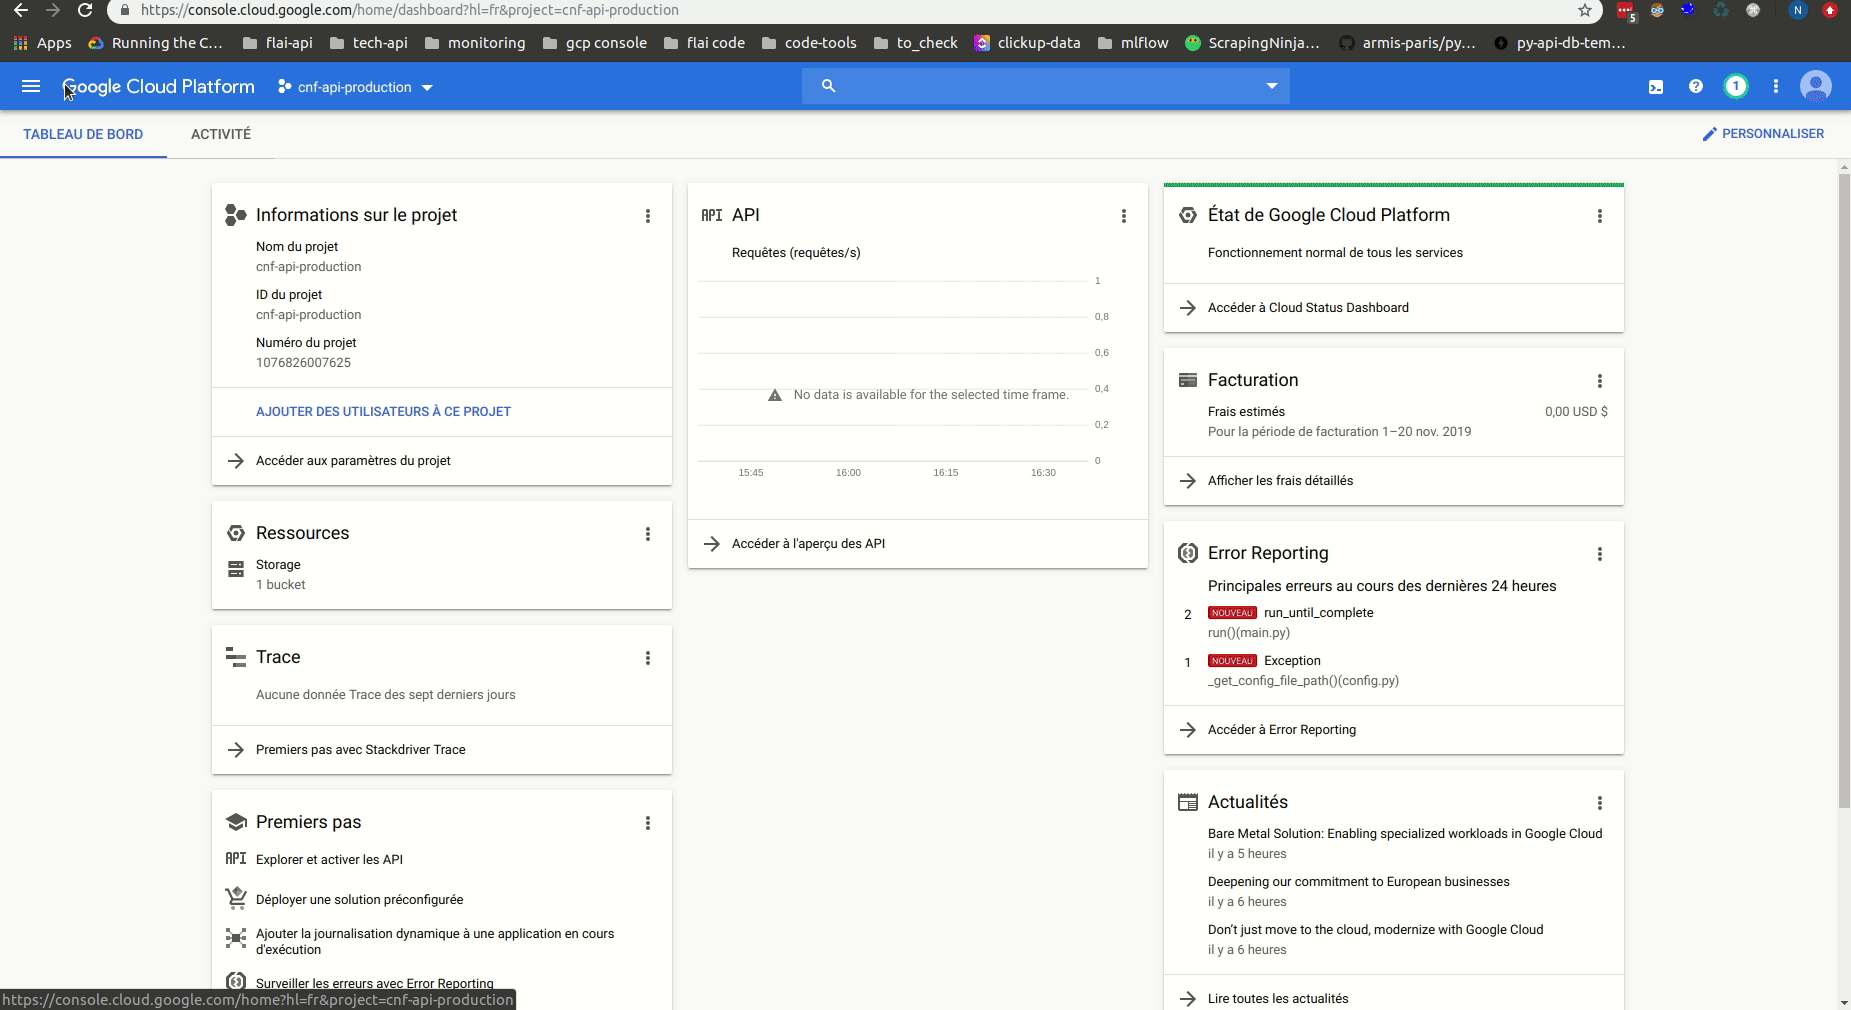 https://console.cloud.google.com/home/dashboard?hl=fr&project=cnf-api-production
5
N
Apps
Running the C...
flai-api
tech-api
monitoring
gcp console
flai code
code-tools
to_check
clickup-data
mlflow
ScrapingNinja...
armis-paris/py...
py-api-db-tem...
Google Cloud Platform
cnf-api-production
1
TABLEAU DE BORD
ACTIVITÉ
PERSONNALISER
Informations sur le projet
Nom du projet
cnf-api-production
ID du projet
cnf-api-production
Numéro du projet
1076826007625
AJOUTER DES UTILISATEURS À CE PROJET
Accéder aux paramètres du projet
Ressources
Storage
1 bucket
Trace
Aucune donnée Trace des sept derniers jours
Premiers pas avec Stackdriver Trace
Premiers pas
API Explorer et activer les API
Déployer une solution préconfigurée
Ajouter la journalisation dynamique à une application en cours
d'exécution
Surveiller les erreurs avec Error Reporting
API API
Requêtes (requêtes/s)
1
0,8
0,6
0,4
0,2
0
No data is available for the selected time frame.
15:45
16:00
16:15
16:30
Accéder à l'aperçu des API
État de Google Cloud Platform
Fonctionnement normal de tous les services
Accéder à Cloud Status Dashboard
Facturation
Frais estimés 0,00 USD $
Pour la période de facturation 1–20 nov. 2019
Afficher les frais détaillés
Error Reporting
Principales erreurs au cours des dernières 24 heures
2 NOUVEAU run_until_complete
run()(main.py)
1 NOUVEAU Exception
_get_config_file_path()(config.py)
Accéder à Error Reporting
Actualités
Bare Metal Solution: Enabling specialized workloads in Google Cloud
il y a 5 heures
Deepening our commitment to European businesses
il y a 6 heures
Don't just move to the cloud, modernize with Google Cloud
il y a 6 heures
Lire toutes les actualités
https://console.cloud.google.com/home?hl=fr&project=cnf-api-production